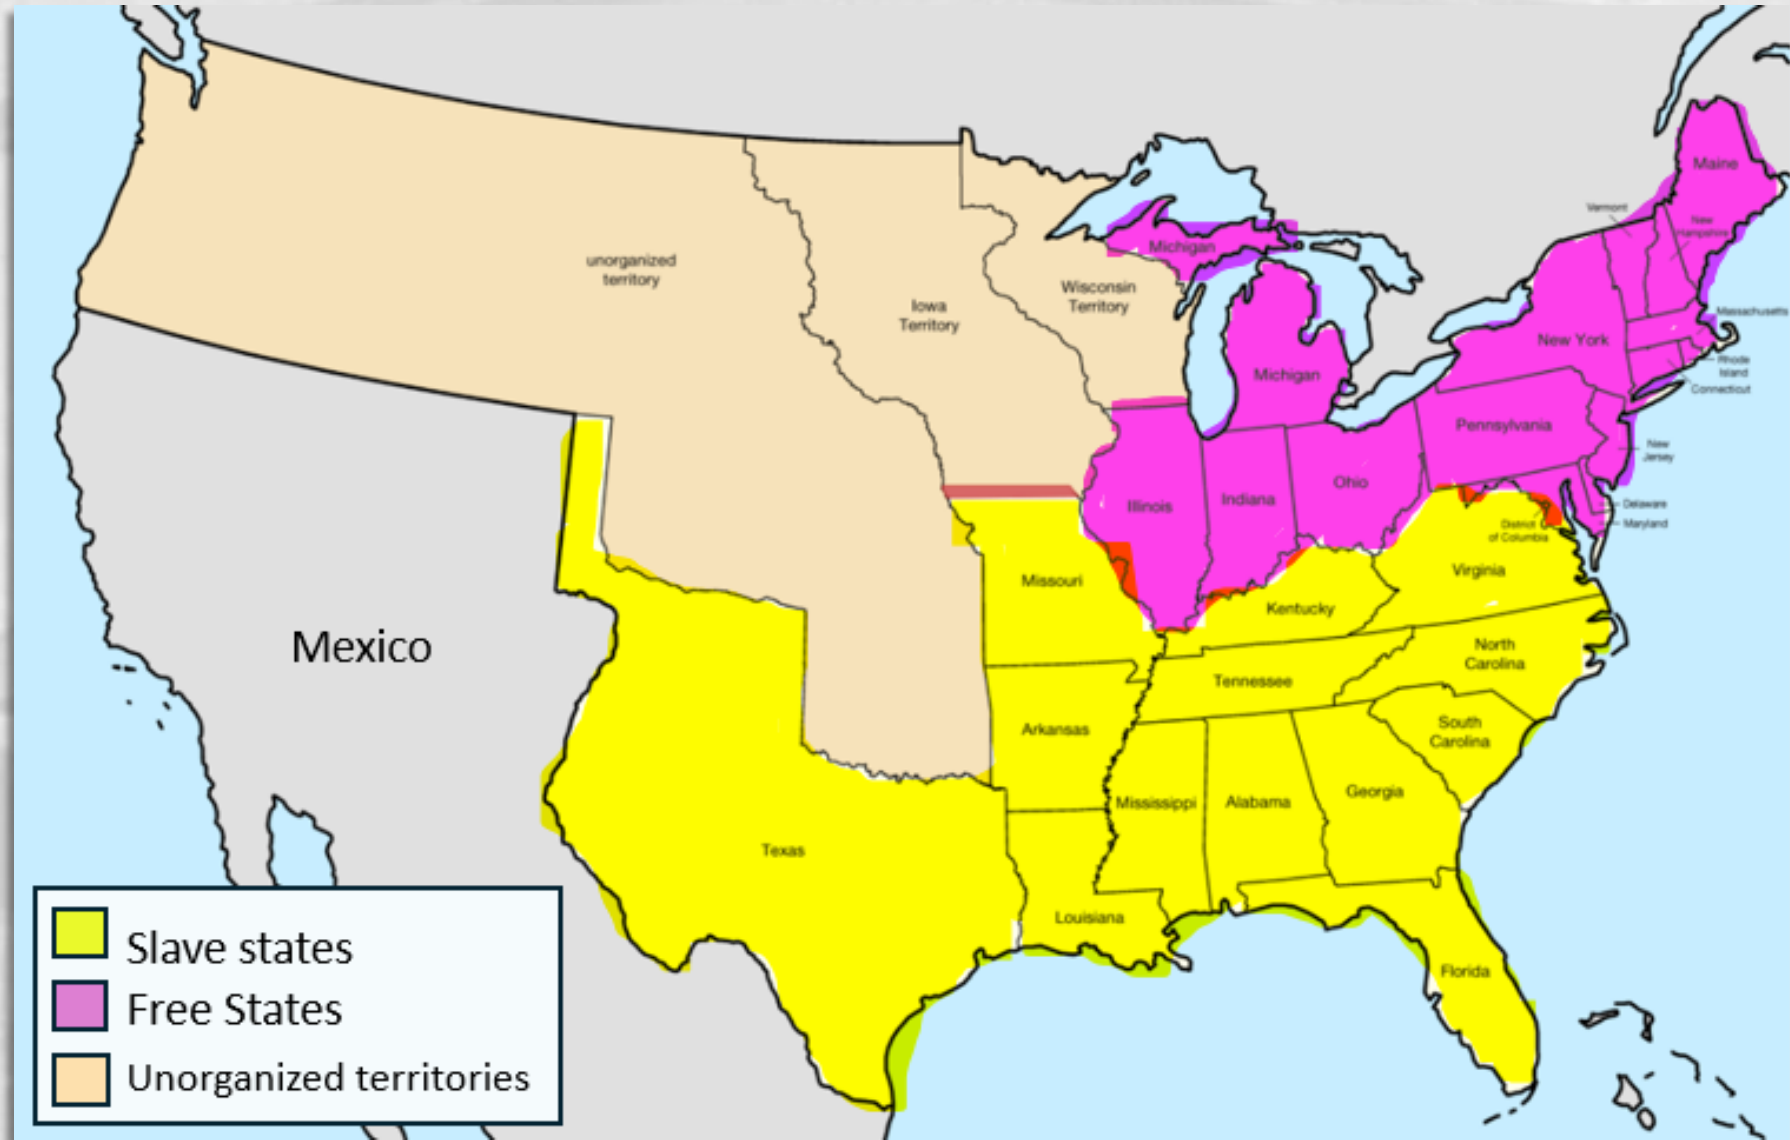 Maine
Vermont
New
Hampshire
Michigan
unorganized
territory
Wisconsin
Territory
Iowa
Territory
Massachusetts
New York
Rhode
Island
Michigan
Connecticut
Pennsylvania
New
Jersey
Ohio
Indiana
Illinois
Delaware
District
of Columbia
Maryland
Virginia
Missouri
Kentucky
Mexico
North
Carolina
Tennessee
Arkansas
South
Carolina
Georgia
Mississippi
Alabama
Texas
Louisiana
Florida
Slave states
Free States
Unorganized territories